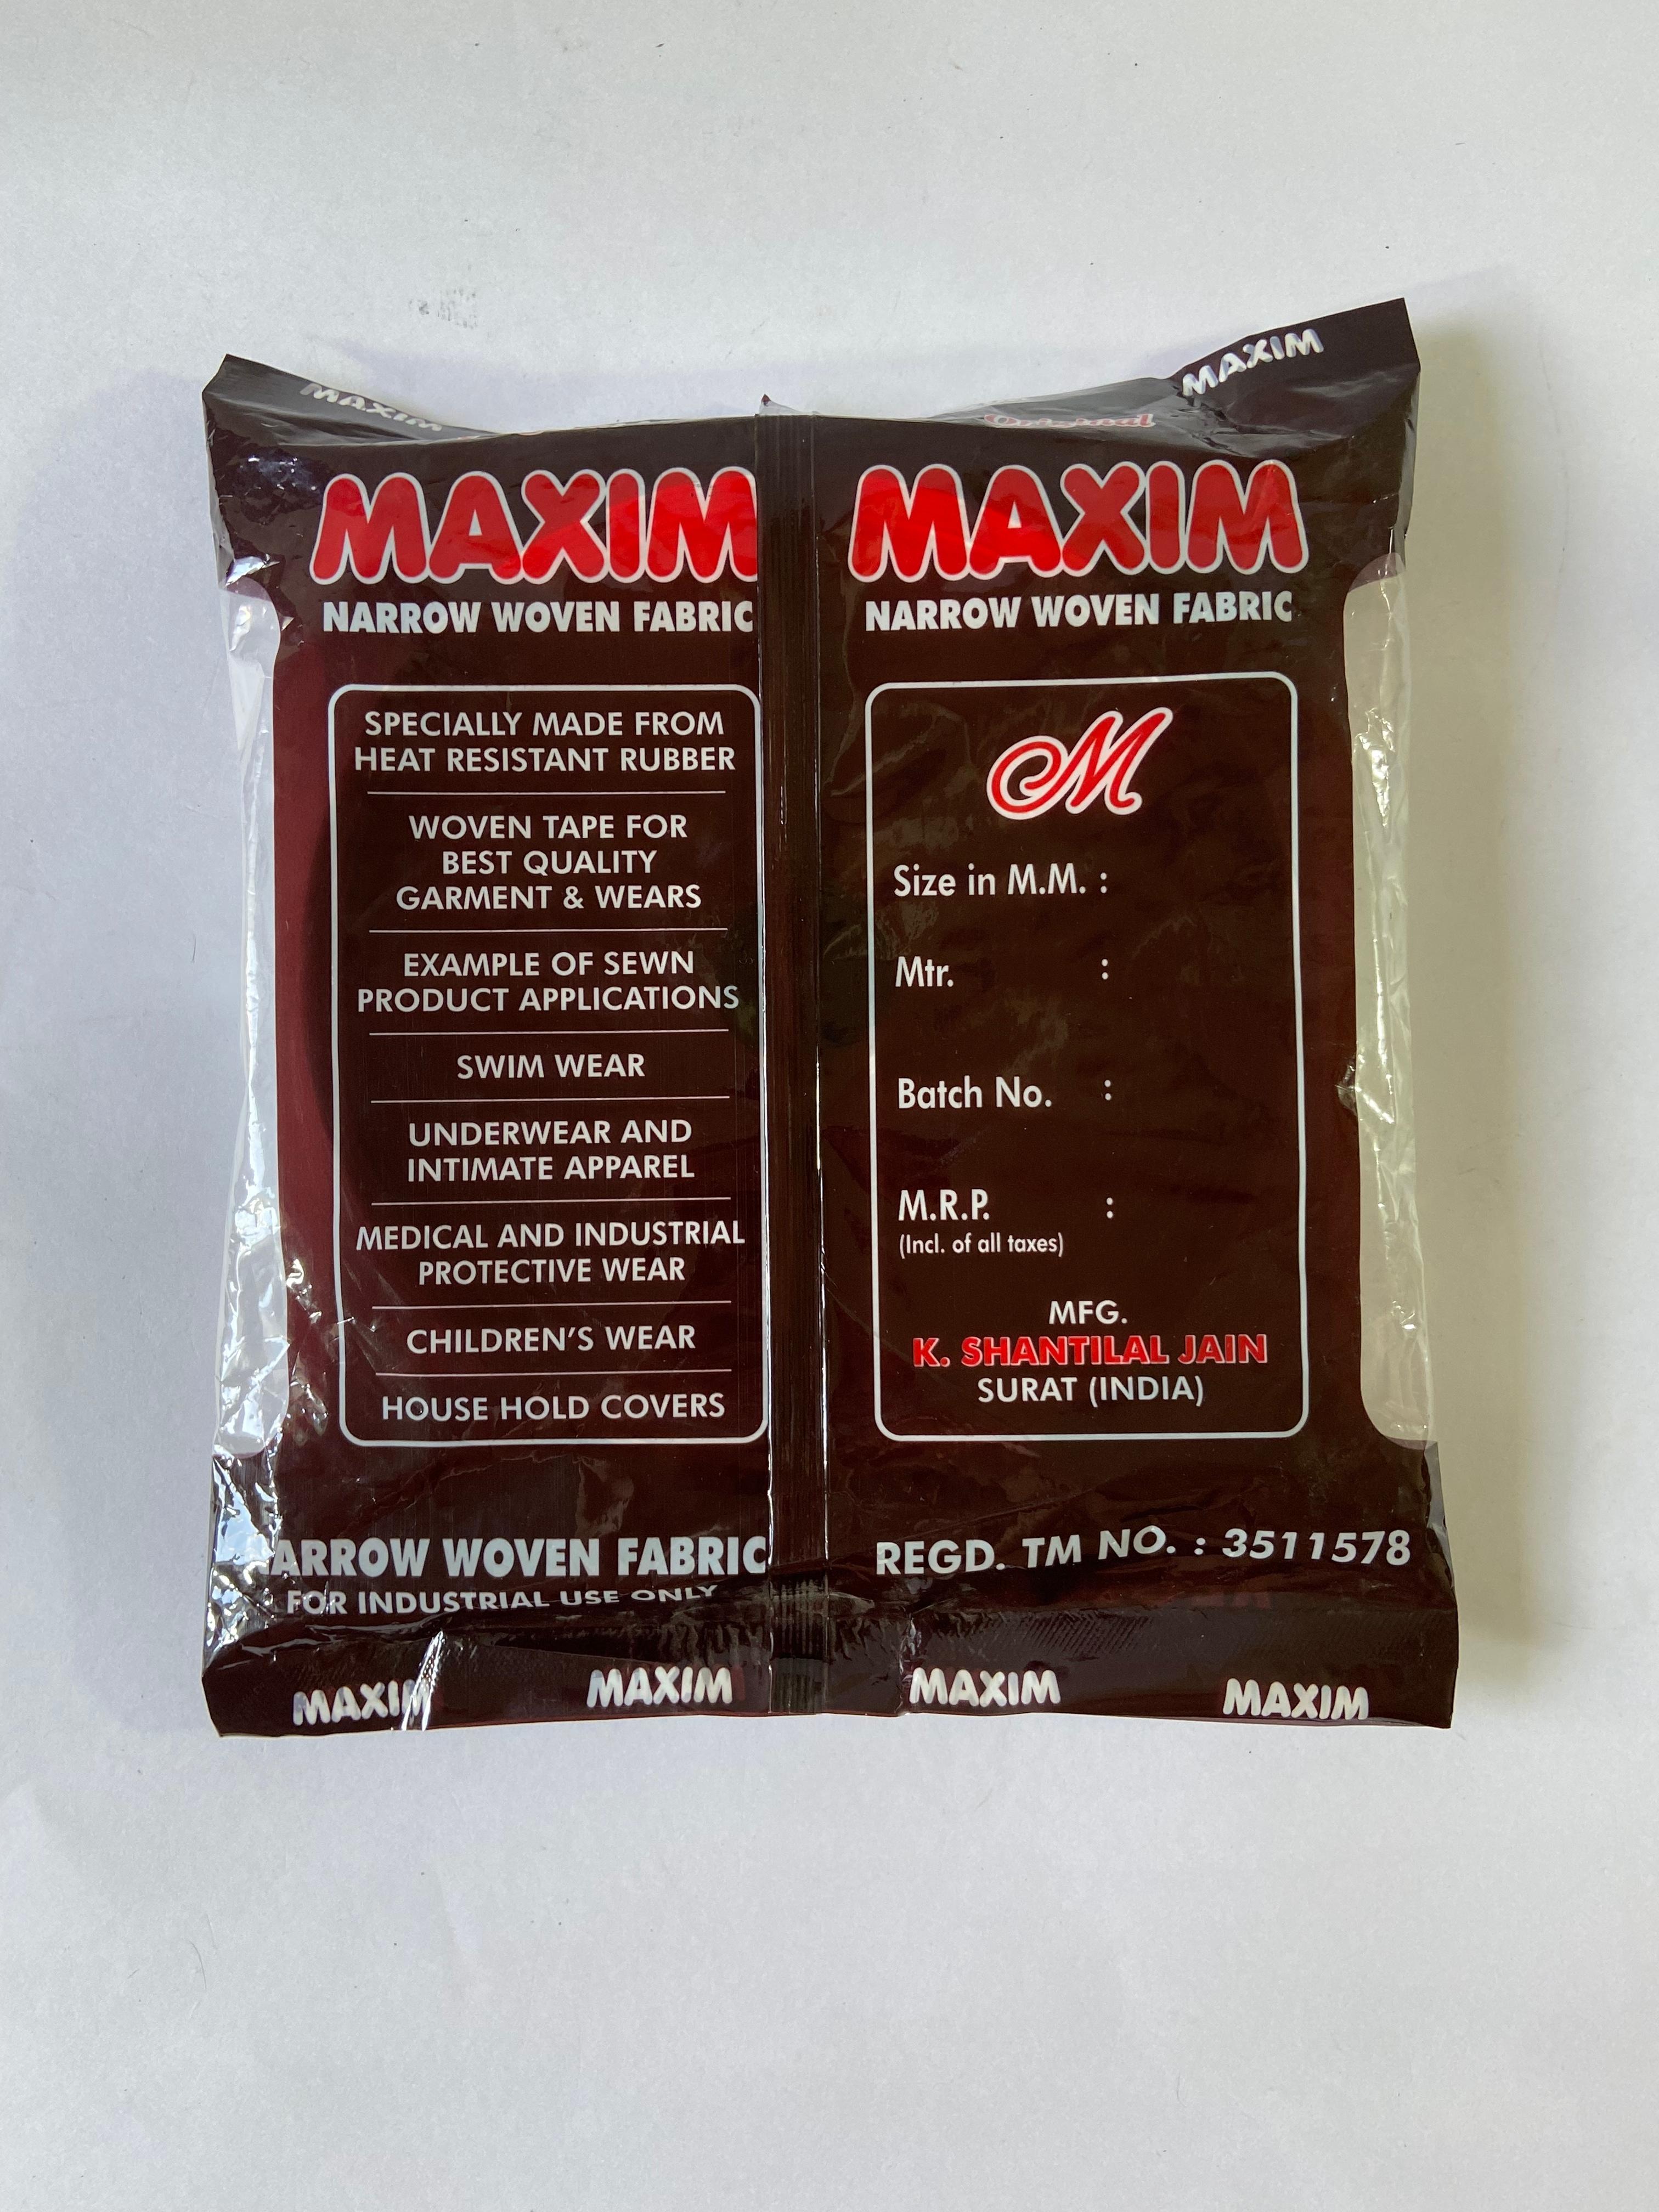 MAXIM
MAXIM
Original
MAXIM
NARROW WOVEN FABRIC
SPECIALLY MADE FROM
HEAT RESISTANT RUBBER
WOVEN TAPE FOR
BEST QUALITY
GARMENT & WEARS
EXAMPLE OF SEWN
PRODUCT APPLICATIONS
SWIM WEAR
UNDERWEAR AND
INTIMATE APPAREL
MEDICAL AND INDUSTRIAL
PROTECTIVE WEAR
CHILDREN'S WEAR
HOUSE HOLD COVERS
ARROW WOVEN FABRIC
FOR INDUSTRIAL USE ONLY
MAXIM
NARROW WOVEN FABRIC
M
Size in M.M. :
Mtr. :
Batch No. :
M.R.P. :
(Incl. of all taxes)
MFG.
K. SHANTILAL JAIN
SURAT (INDIA)
REGD. TM NO. : 3511578
MAXIM
MAXIM
MAXIM
MAXIM